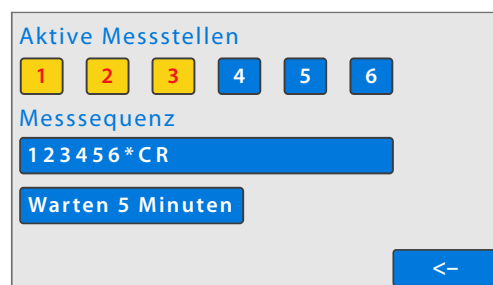 Aktive Messstellen
1 2 3 4 5 6
Messsequenz
123456*CR
Warten 5 Minuten
<–